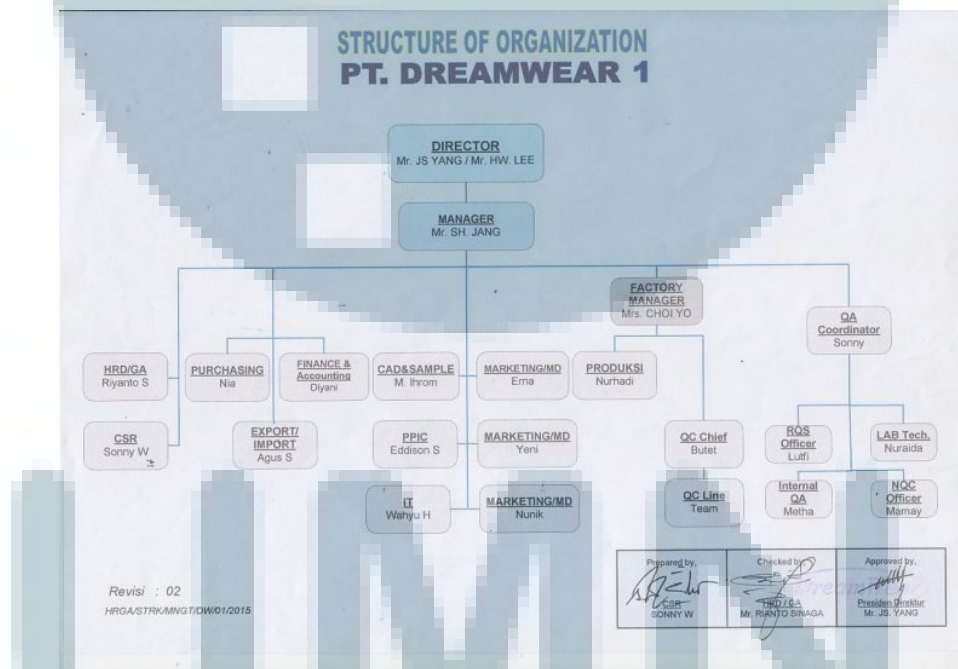 STRUCTURE OF ORGANIZATION
PT. DREAMWEAR 1
DIRECTOR
Mr. JS YANG / Mr. HW. LEE
MANAGER
Mr. SH. JANG
FACTORY
MANAGER
Mrs. CHOI YO
QA
Coordinator
Sonny
HRD/GA
Riyanto S
PURCHASING
Nia
FINANCE &
Accounting
Diyani
CAD&SAMPLE
M. Ihrom
MARKETING/MD
Erna
PRODUKSI
Nurhadi
CSR
Sonny W
EXPORT/
IMPORT
Agus S
PPIC
Eddison S
MARKETING/MD
Yeni
QC Chief
Butet
RQS
Officer
Lutfi
LAB Tech.
Nuraida
IT
Wahyu H
MARKETING/MD
Nunik
QC Line
Team
Internal
QA
Metha
NQC
Officer
Mamay
Prepared by,
CSR
SONNY W
Checked by,
HRD / GA
Mr. RIANTO SINAGA
Approved by,
Presiden Direktur
Mr. JS. YANG
Revisi : 02
HRGA/STRK/MNGT/DW/01/2015
UMN